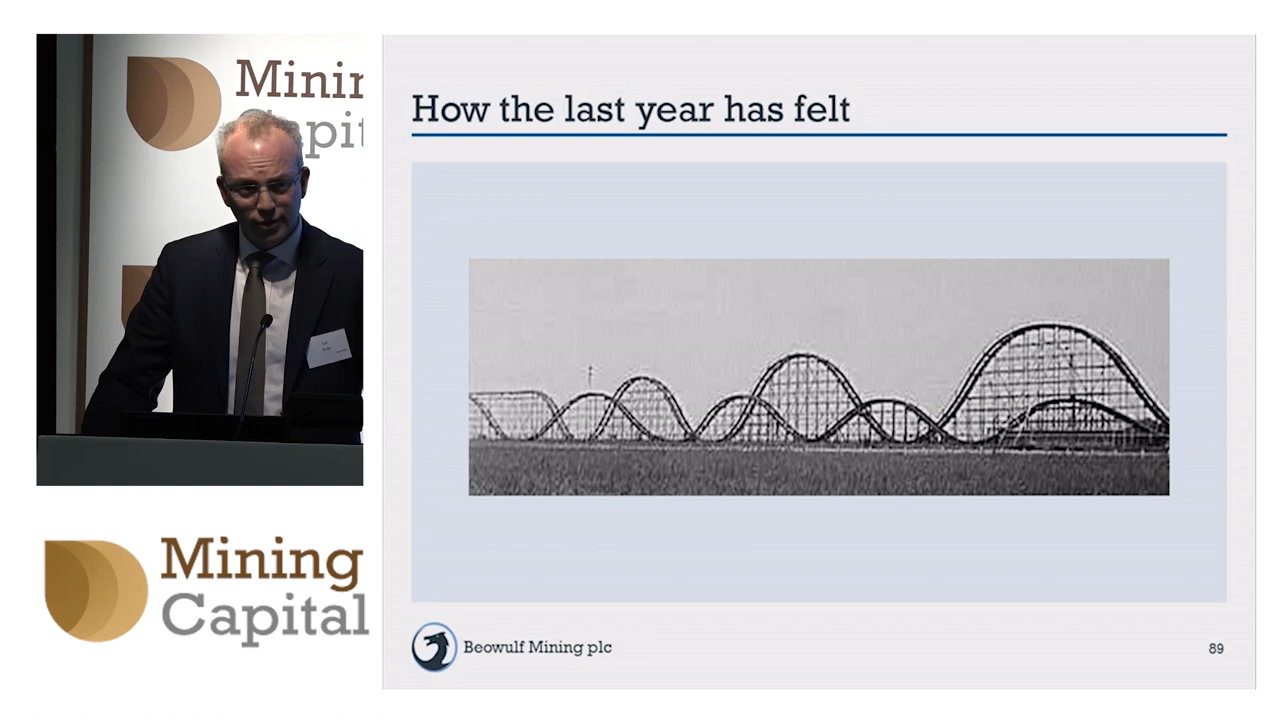 Minin
Capit
How the last year has felt
Mining
Capital
Beowulf Mining plc
89